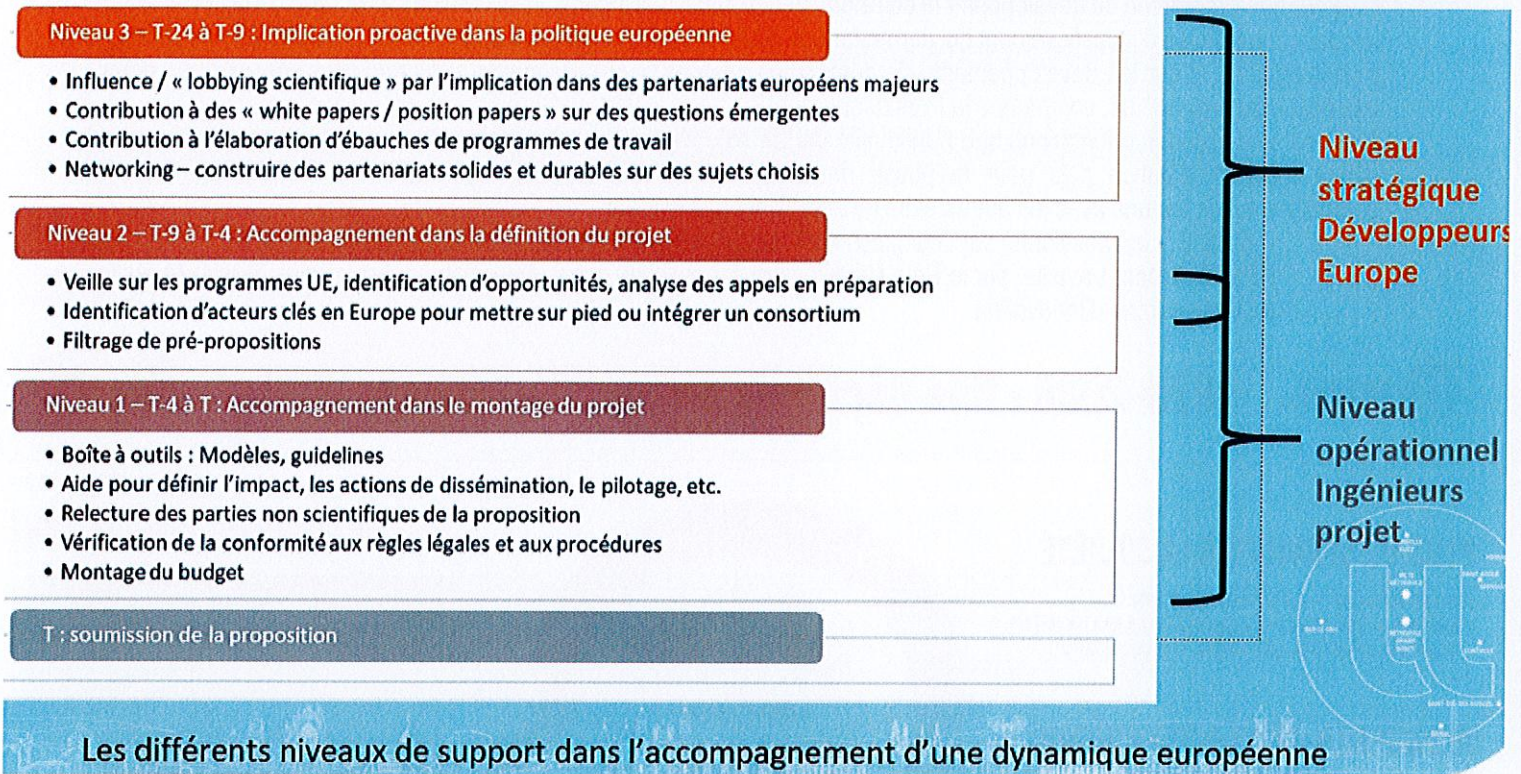 Niveau 3 – T-24 à T-9 : Implication proactive dans la politique européenne
• Influence / « lobbying scientifique » par l'implication dans des partenariats européens majeurs
• Contribution à des « white papers / position papers » sur des questions émergentes
• Contribution à l'élaboration d'ébauches de programmes de travail
• Networking – construire des partenariats solides et durables sur des sujets choisis
Niveau 2 – T-9 à T-4 : Accompagnement dans la définition du projet
• Veille sur les programmes UE, identification d'opportunités, analyse des appels en préparation
• Identification d'acteurs clés en Europe pour mettre sur pied ou intégrer un consortium
• Filtrage de pré-propositions
Niveau 1 – T-4 à T : Accompagnement dans le montage du projet
• Boîte à outils : Modèles, guidelines
• Aide pour définir l'impact, les actions de dissémination, le pilotage, etc.
• Relecture des parties non scientifiques de la proposition
• Vérification de la conformité aux règles légales et aux procédures
• Montage du budget
T : soumission de la proposition
Niveau
stratégique
Développeurs
Europe
Niveau
opérationnel
Ingénieurs
projet
Les différents niveaux de support dans l'accompagnement d'une dynamique européenne